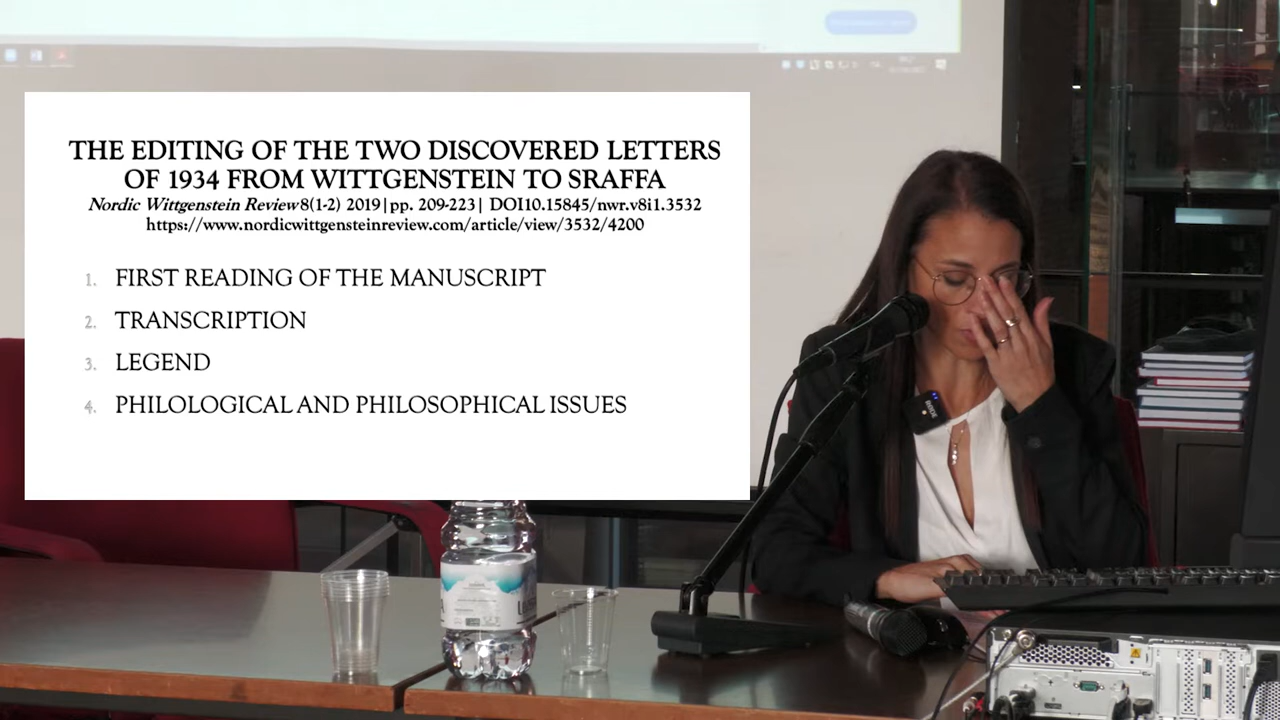 THE EDITING OF THE TWO DISCOVERED LETTERS
OF 1934 FROM WITTGENSTEIN TO SRAFFA
Nordic Wittgenstein Review 8(1-2) 2019|pp. 209-223| DOI10.15845/nwr.v8i1.3532
https://www.nordicwittgensteinreview.com/article/view/3532/4200
1. FIRST READING OF THE MANUSCRIPT
2. TRANSCRIPTION
3. LEGEND
4. PHILOLOGICAL AND PHILOSOPHICAL ISSUES
RODE